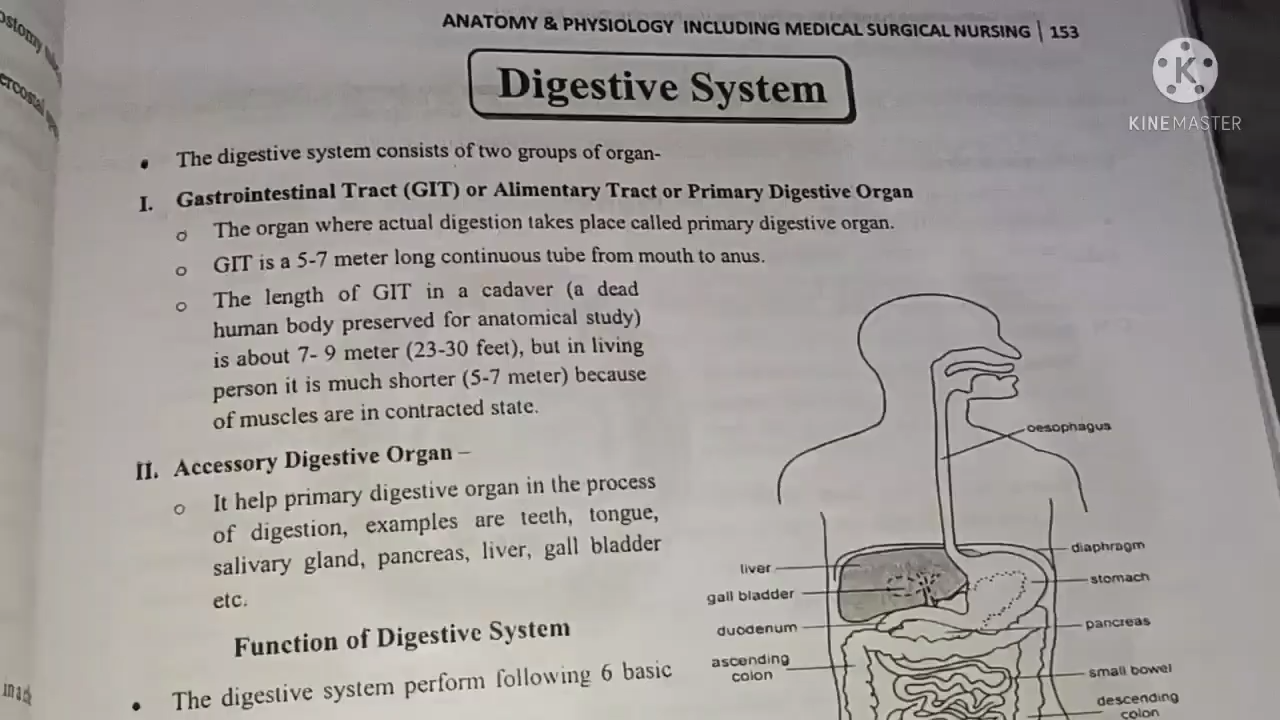 ANATOMY & PHYSIOLOGY INCLUDING MEDICAL SURGICAL NURSING | 153
K
KINEMASTER
Digestive System
• The digestive system consists of two groups of organ-
I. Gastrointestinal Tract (GIT) or Alimentary Tract or Primary Digestive Organ
o The organ where actual digestion takes place called primary digestive organ.
o GIT is a 5-7 meter long continuous tube from mouth to anus.
o The length of GIT in a cadaver (a dead
human body preserved for anatomical study)
is about 7- 9 meter (23-30 feet), but in living
person it is much shorter (5-7 meter) because
of muscles are in contracted state.
II. Accessory Digestive Organ –
o It help primary digestive organ in the process
of digestion, examples are teeth, tongue,
salivary gland, pancreas, liver, gall bladder
etc.
Function of Digestive System
• The digestive system perform following 6 basic
oesophagus
diaphragm
liver
stomach
gall bladder
duodenum
pancreas
ascending
colon
small bowel
descending
colon